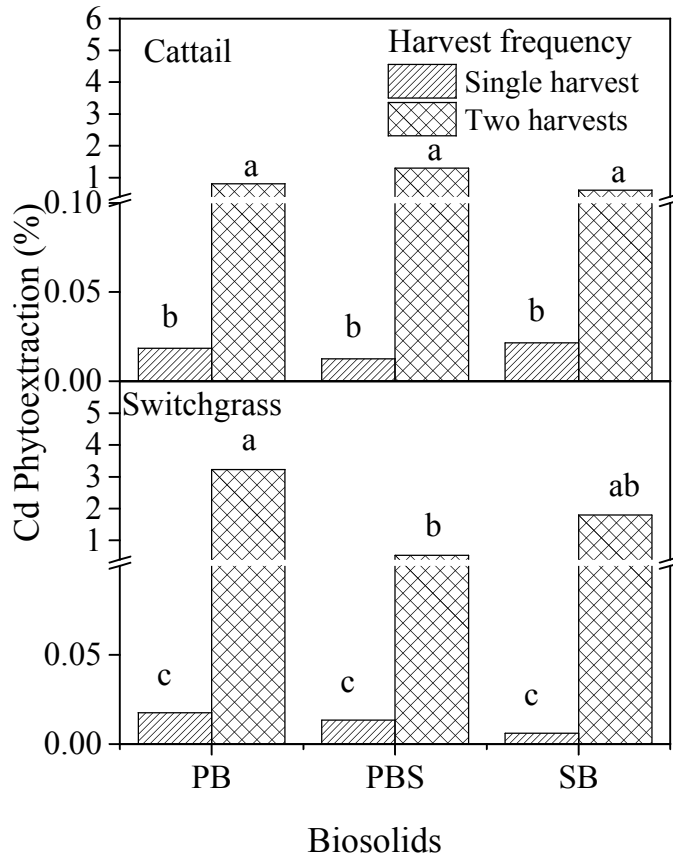 Cd Phytoextraction (%)
Cattail
Harvest frequency
Single harvest
Two harvests
6
5
4
3
2
1
0.10
0.05
0.00
a
a
a
b
b
b
Switchgrass
5
4
3
2
1
0.05
0.00
a
b
ab
c
c
c
PB
PBS
SB
Biosolids